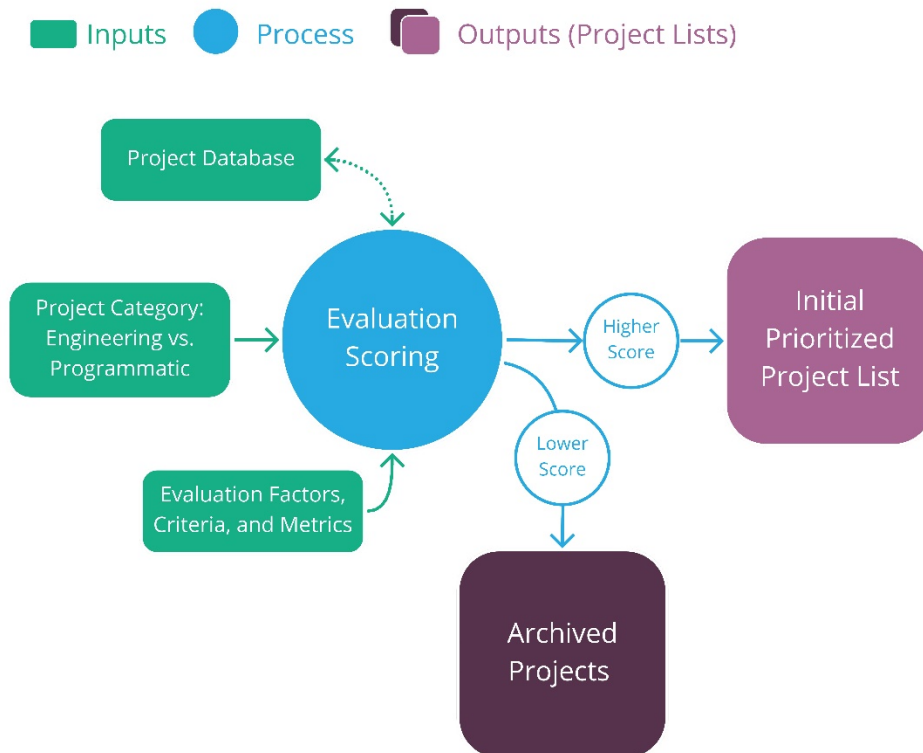 Inputs
Process
Outputs (Project Lists)
Project Database
Project Category:
Engineering vs.
Programmatic
Evaluation
Scoring
Higher
Score
Initial
Prioritized
Project List
Lower
Score
Evaluation Factors,
Criteria, and Metrics
Archived
Projects